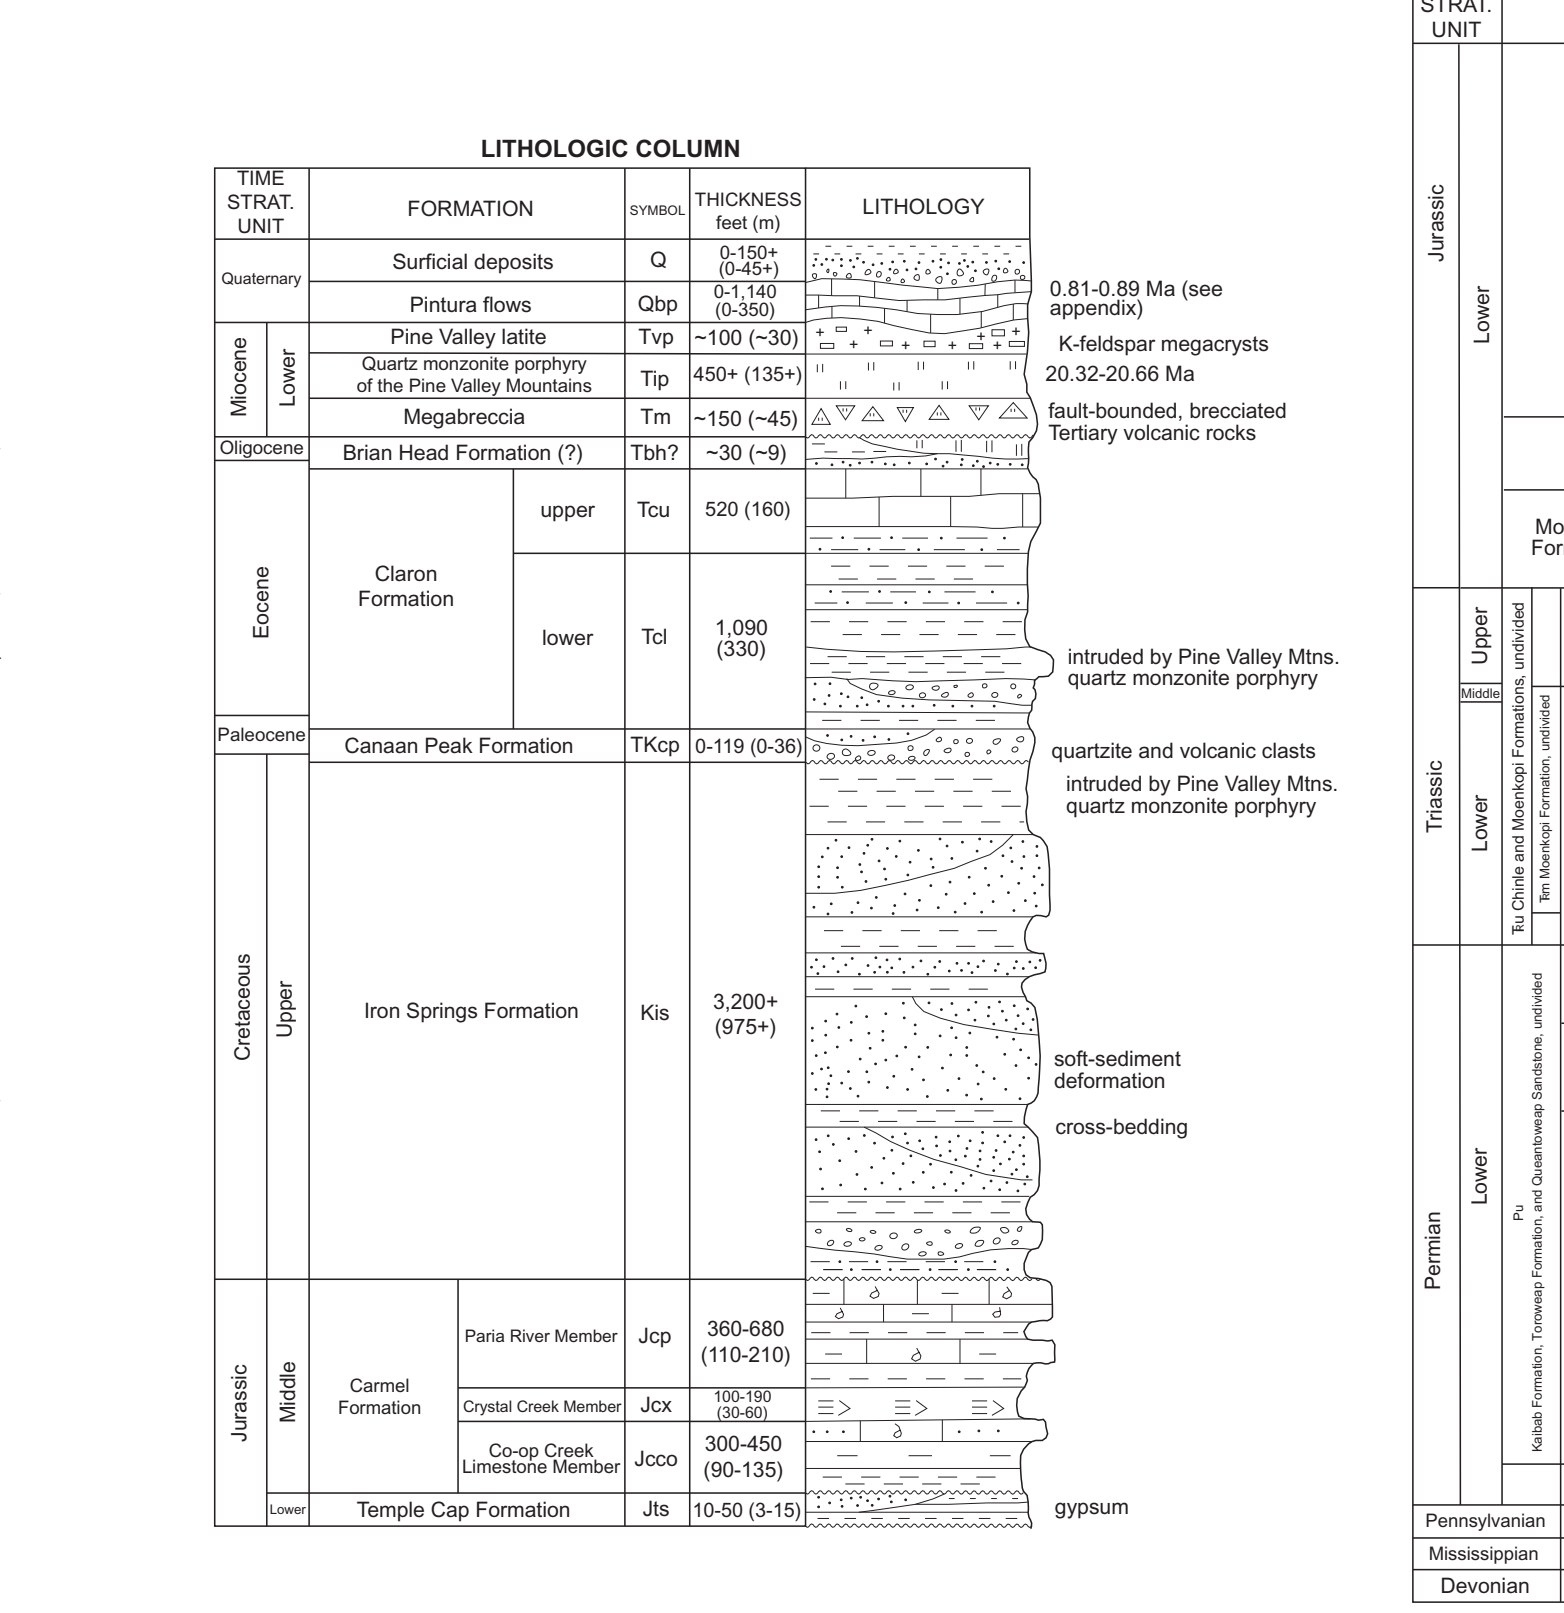 LITHOLOGIC COLUMN
TIME
STRAT.
UNIT
FORMATION
SYMBOL
THICKNESS
feet (m)
LITHOLOGY
Quaternary
Surficial deposits
Q
0-150+
(0-45+)
Pintura flows
Qbp
0-1,140
(0-350)
0.81-0.89 Ma (see
appendix)
Miocene
Lower
Pine Valley latite
Tvp
~100 (~30)
K-feldspar megacrysts
Quartz monzonite porphyry
of the Pine Valley Mountains
Tip
450+ (135+)
20.32-20.66 Ma
Megabreccia
Tm
~150 (~45)
fault-bounded, brecciated
Tertiary volcanic rocks
Oligocene
Brian Head Formation (?)
Tbh?
~30 (~9)
Eocene
Claron
Formation
upper
Tcu
520 (160)
lower
Tcl
1,090
(330)
intruded by Pine Valley Mtns.
quartz monzonite porphyry
Paleocene
Canaan Peak Formation
TKcp
0-119 (0-36)
quartzite and volcanic clasts
intruded by Pine Valley Mtns.
quartz monzonite porphyry
Cretaceous
Upper
Iron Springs Formation
Kis
3,200+
(975+)
soft-sediment
deformation
cross-bedding
Jurassic
Middle
Carmel
Formation
Paria River Member
Jcp
360-680
(110-210)
Crystal Creek Member
Jcx
100-190
(30-60)
Co-op Creek
Limestone Member
Jcco
300-450
(90-135)
Lower
Temple Cap Formation
Jts
10-50 (3-15)
gypsum
STRAT.
UNIT
Jurassic
Lower
Mo
For
Triassic
Upper
Middle
Lower
TRu Chinle and Moenkopi Formations, undivided
TRm Moenkopi Formation, undivided
Permian
Lower
Pu
Kaibab Formation, Toroweap Formation, and Queantoweap Sandstone, undivided
Pennsylvanian
Mississippian
Devonian